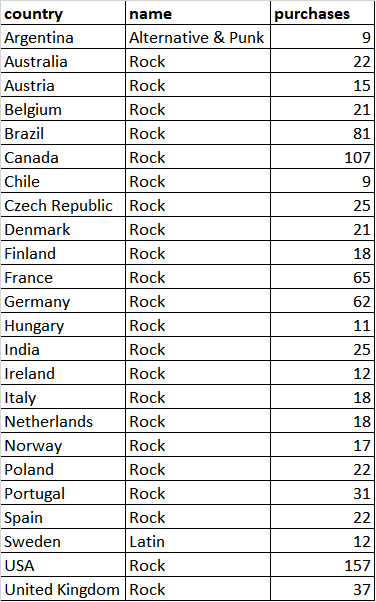 country name purchases
Argentina Alternative & Punk 9
Australia Rock 22
Austria Rock 15
Belgium Rock 21
Brazil Rock 81
Canada Rock 107
Chile Rock 9
Czech Republic Rock 25
Denmark Rock 21
Finland Rock 18
France Rock 65
Germany Rock 62
Hungary Rock 11
India Rock 25
Ireland Rock 12
Italy Rock 18
Netherlands Rock 18
Norway Rock 17
Poland Rock 22
Portugal Rock 31
Spain Rock 22
Sweden Latin 12
USA Rock 157
United Kingdom Rock 37